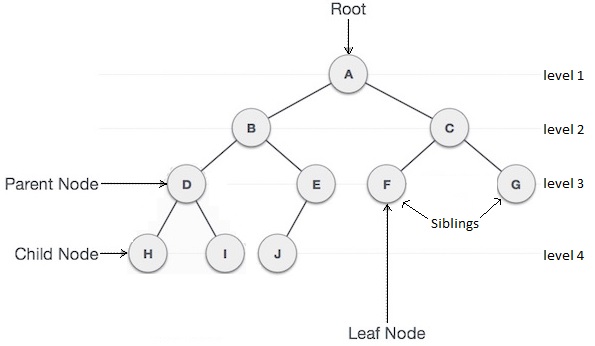 Root
A
level 1
B
C
level 2
Parent Node
D
E
F
G
level 3
Siblings
Child Node
H
I
J
level 4
Leaf Node